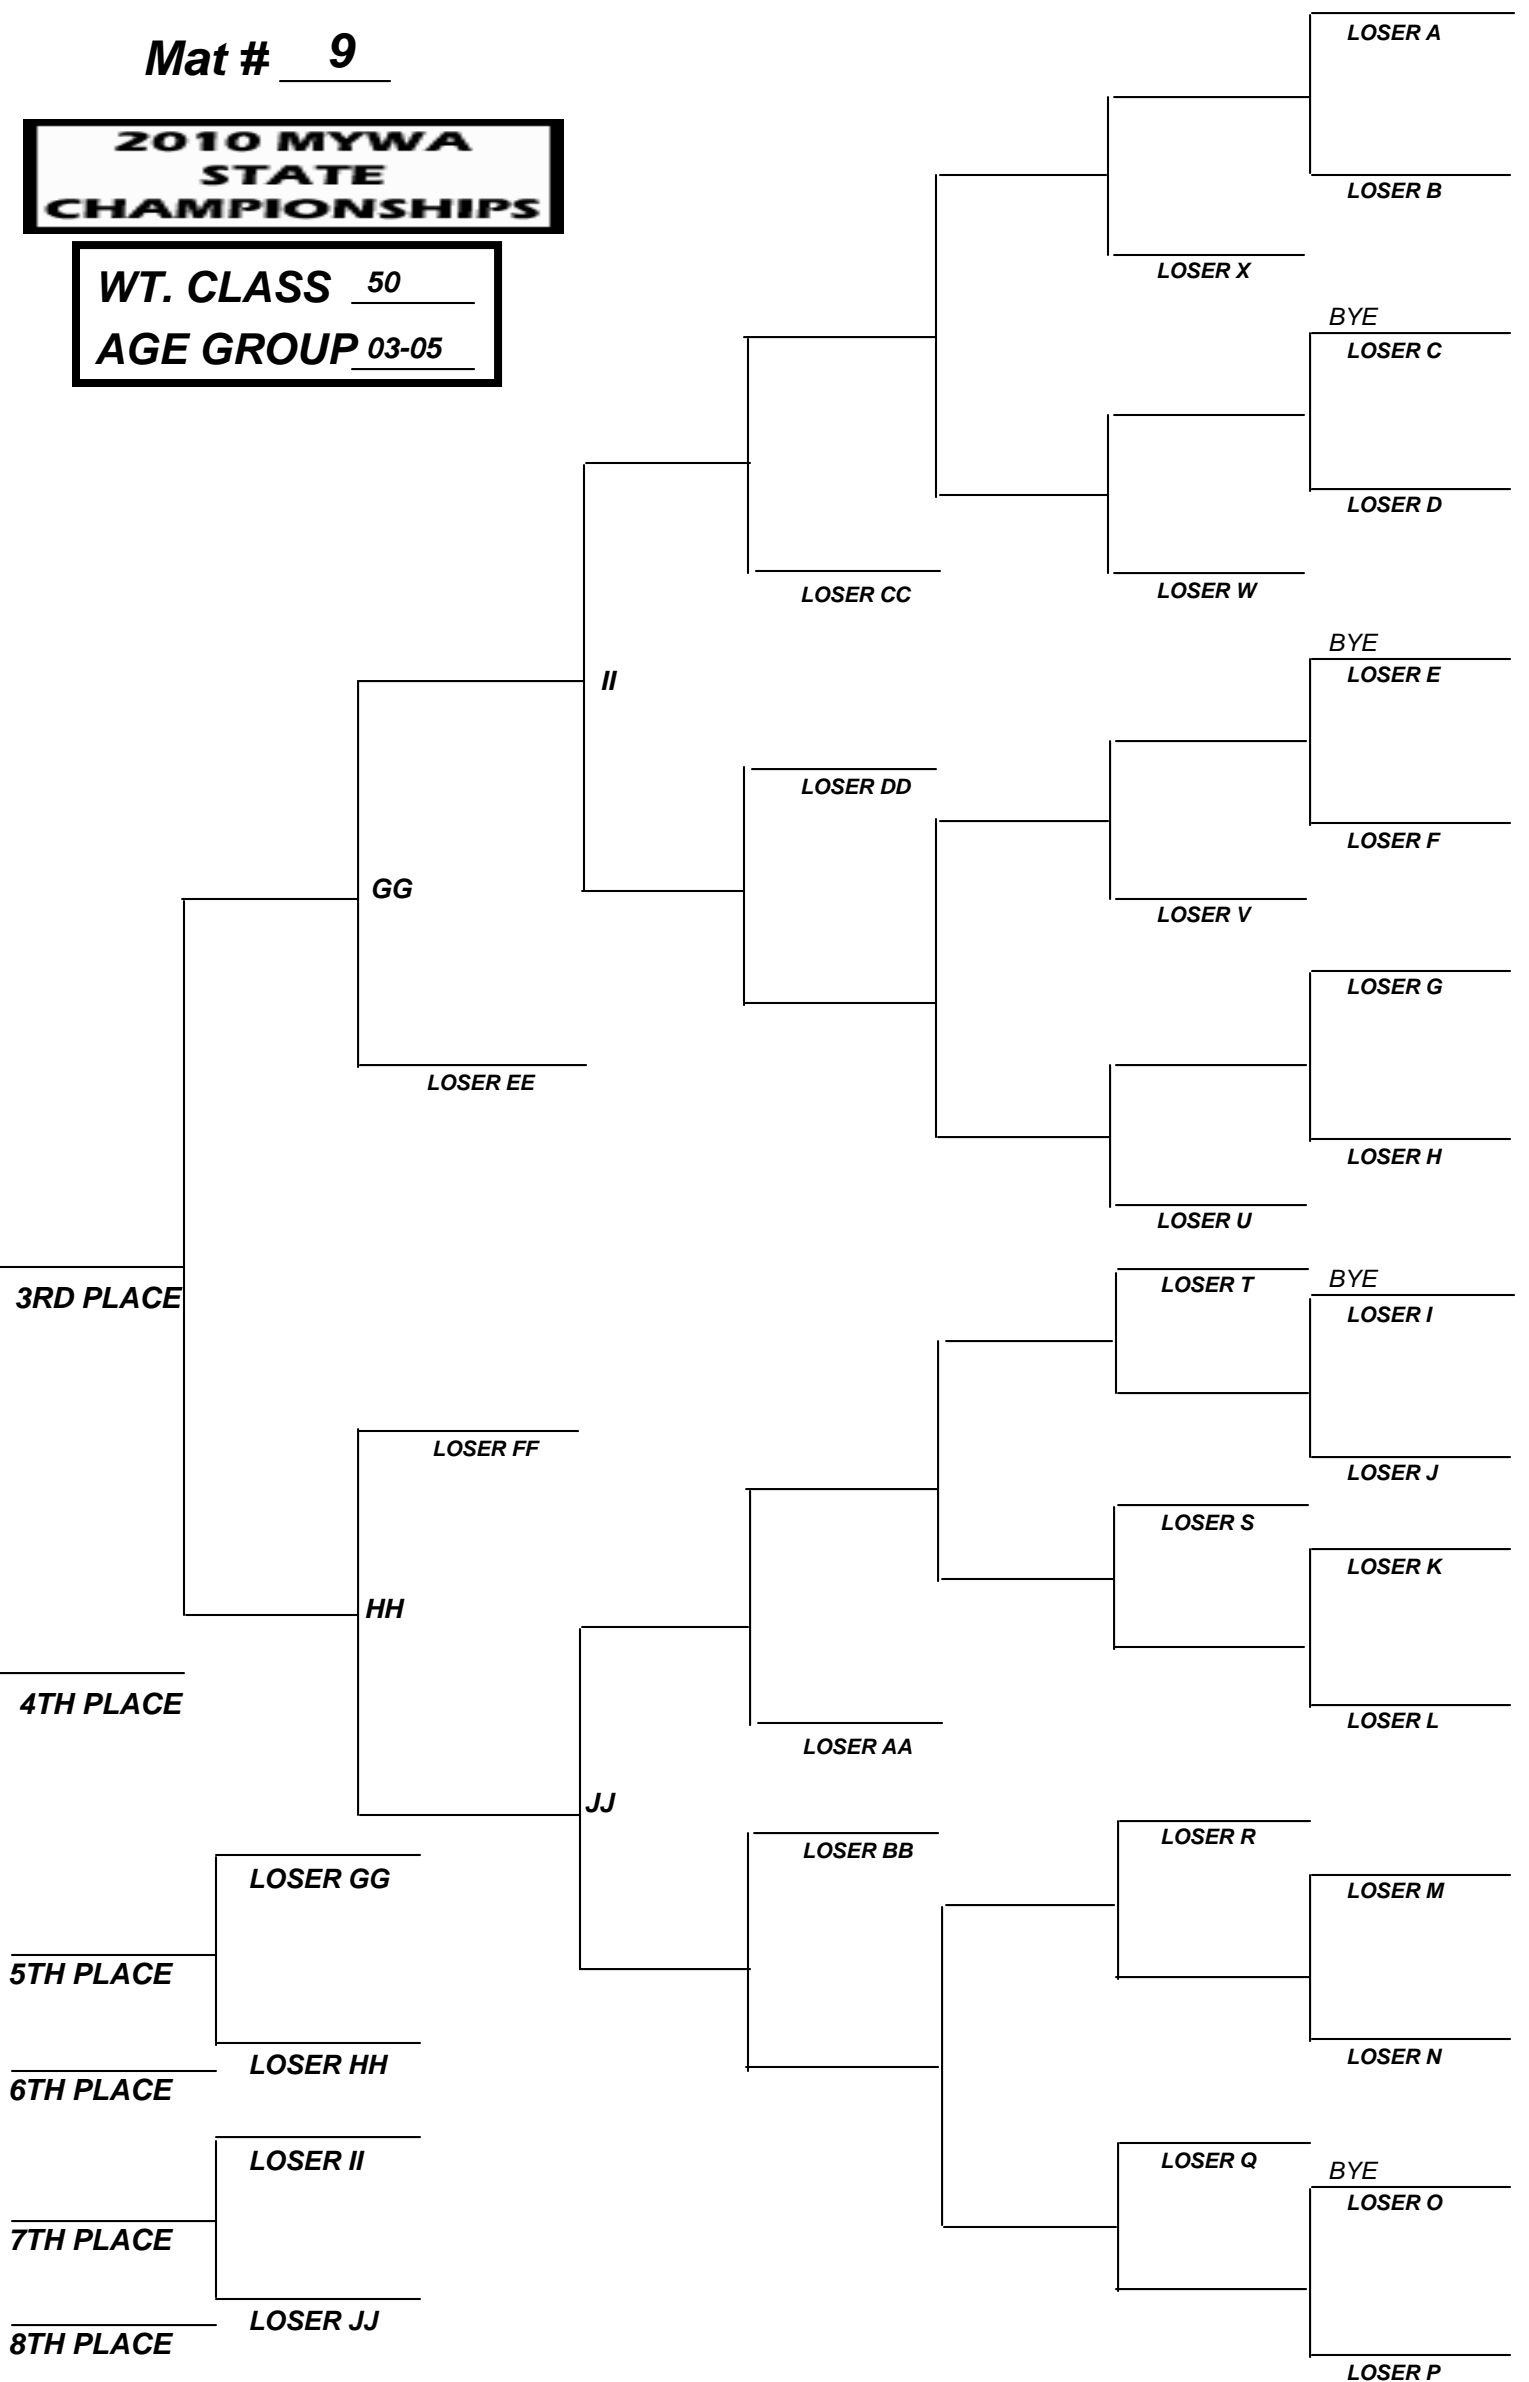 Mat # 9
2010 MYWA
STATE
CHAMPIONSHIPS
WT. CLASS 50
AGE GROUP 03-05
LOSER A
LOSER B
LOSER X
BYE
LOSER C
LOSER D
LOSER CC
LOSER W
BYE
LOSER E
II
LOSER DD
LOSER F
GG
LOSER V
LOSER G
LOSER EE
LOSER H
LOSER U
3RD PLACE
LOSER T
BYE
LOSER I
LOSER FF
LOSER J
LOSER S
LOSER K
HH
4TH PLACE
LOSER L
LOSER AA
JJ
LOSER GG
LOSER BB
LOSER R
LOSER M
5TH PLACE
LOSER HH
LOSER N
6TH PLACE
LOSER II
LOSER Q
BYE
LOSER O
7TH PLACE
LOSER JJ
8TH PLACE
LOSER P